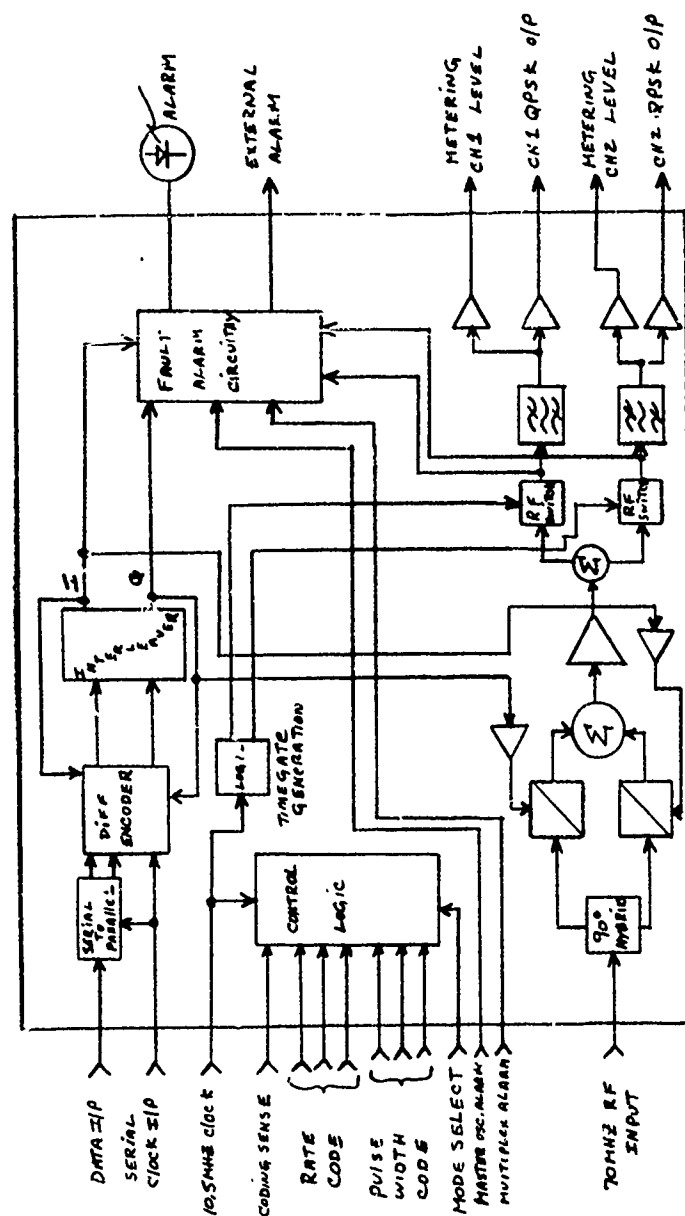 DATA I/P
SERIAL
CLOCK I/P
10,5MHZ Clock
CODING SENSE
RATE
CODE
PULSE
WIDTH
CODE
MODE SELECT
MASTER OSC. ALARM
MUTIPLEX ALARM
70MHZ RF
INPUT
SERIAL
TO
PARALLEL
DIFF
ENCODER
INTERLEAVER
I
Q
LOGIC
TIMEGATE
GENERATION
CONTROL
LOGIC
90°
HYBRID
Σ
Σ
RF
SWITCH
RF
SWITCH
FAULT
ALARM
CIRCUITRY
ALARM
EXTERNAL
ALARM
METERING
CH1 LEVEL
CH1 QPSK O/P
METERING
CH2 LEVEL
CH2 QPSK O/P